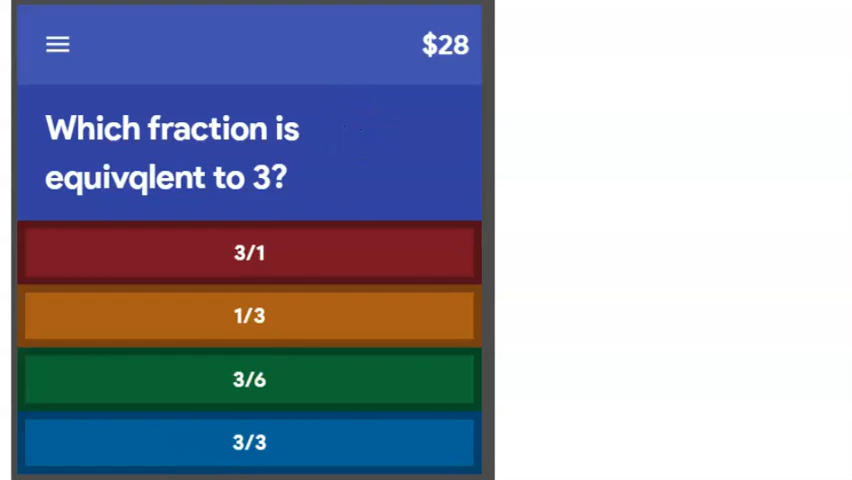 $28
Which fraction is
equivqlent to 3?
3/1
1/3
3/6
3/3